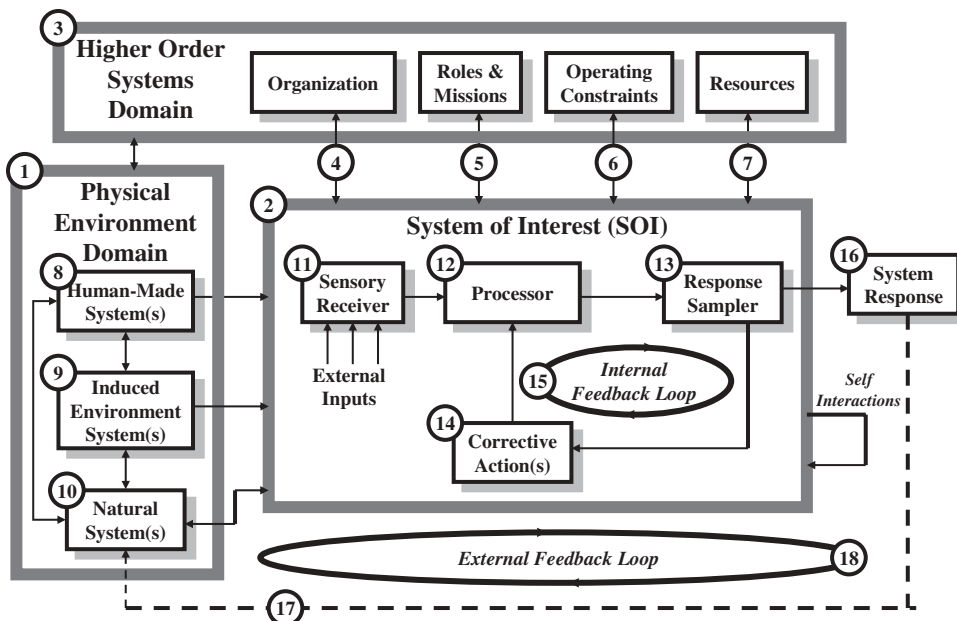 3
Higher Order
Systems
Domain
Organization
Roles &
Missions
Operating
Constraints
Resources
4
5
6
7
1
Physical
Environment
Domain
8
Human-Made
System(s)
9
Induced
Environment
System(s)
10
Natural
System(s)
2
System of Interest (SOI)
11
Sensory
Receiver
12
Processor
13
Response
Sampler
16
System
Response
External
Inputs
15
Internal
Feedback Loop
14
Corrective
Action(s)
Self
Interactions
External Feedback Loop
18
17